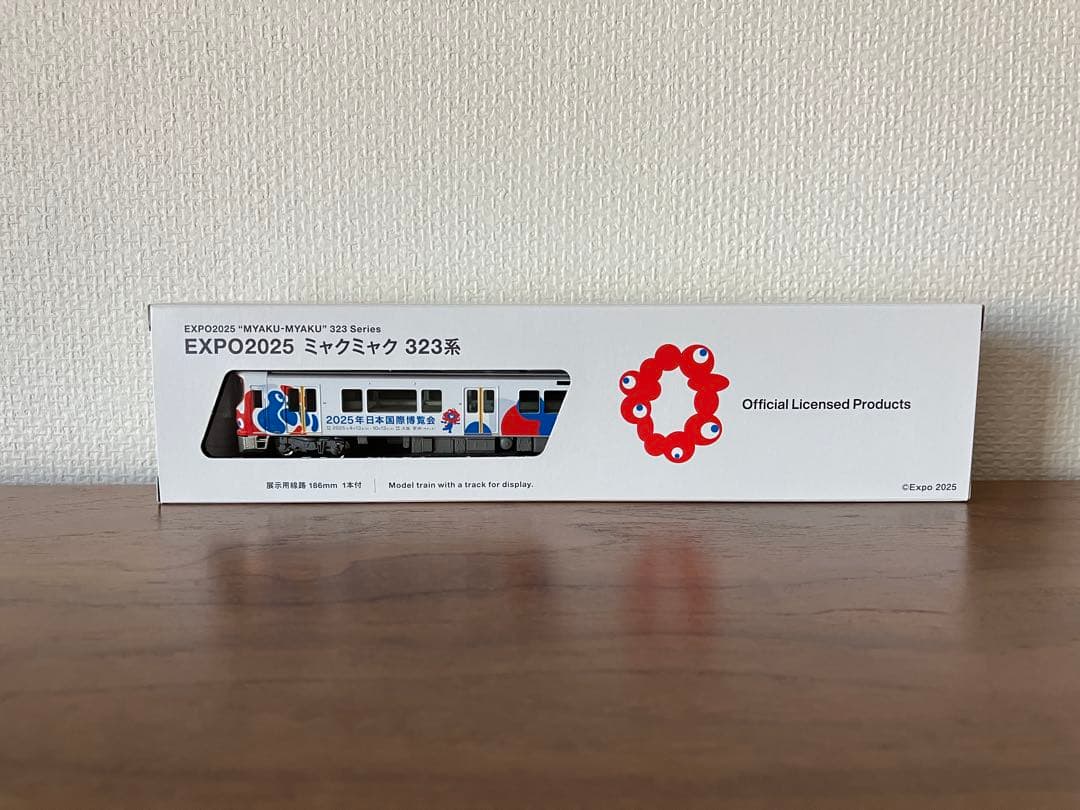 EXPO2025 “MYAKU-MYAKU” 323 Series
EXPO2025 ミャクミャク 323系
2025年日本国際博覧会
Official Licensed Products
展示用線路 186mm 1本付
Model train with a track for display.
©Expo 2025